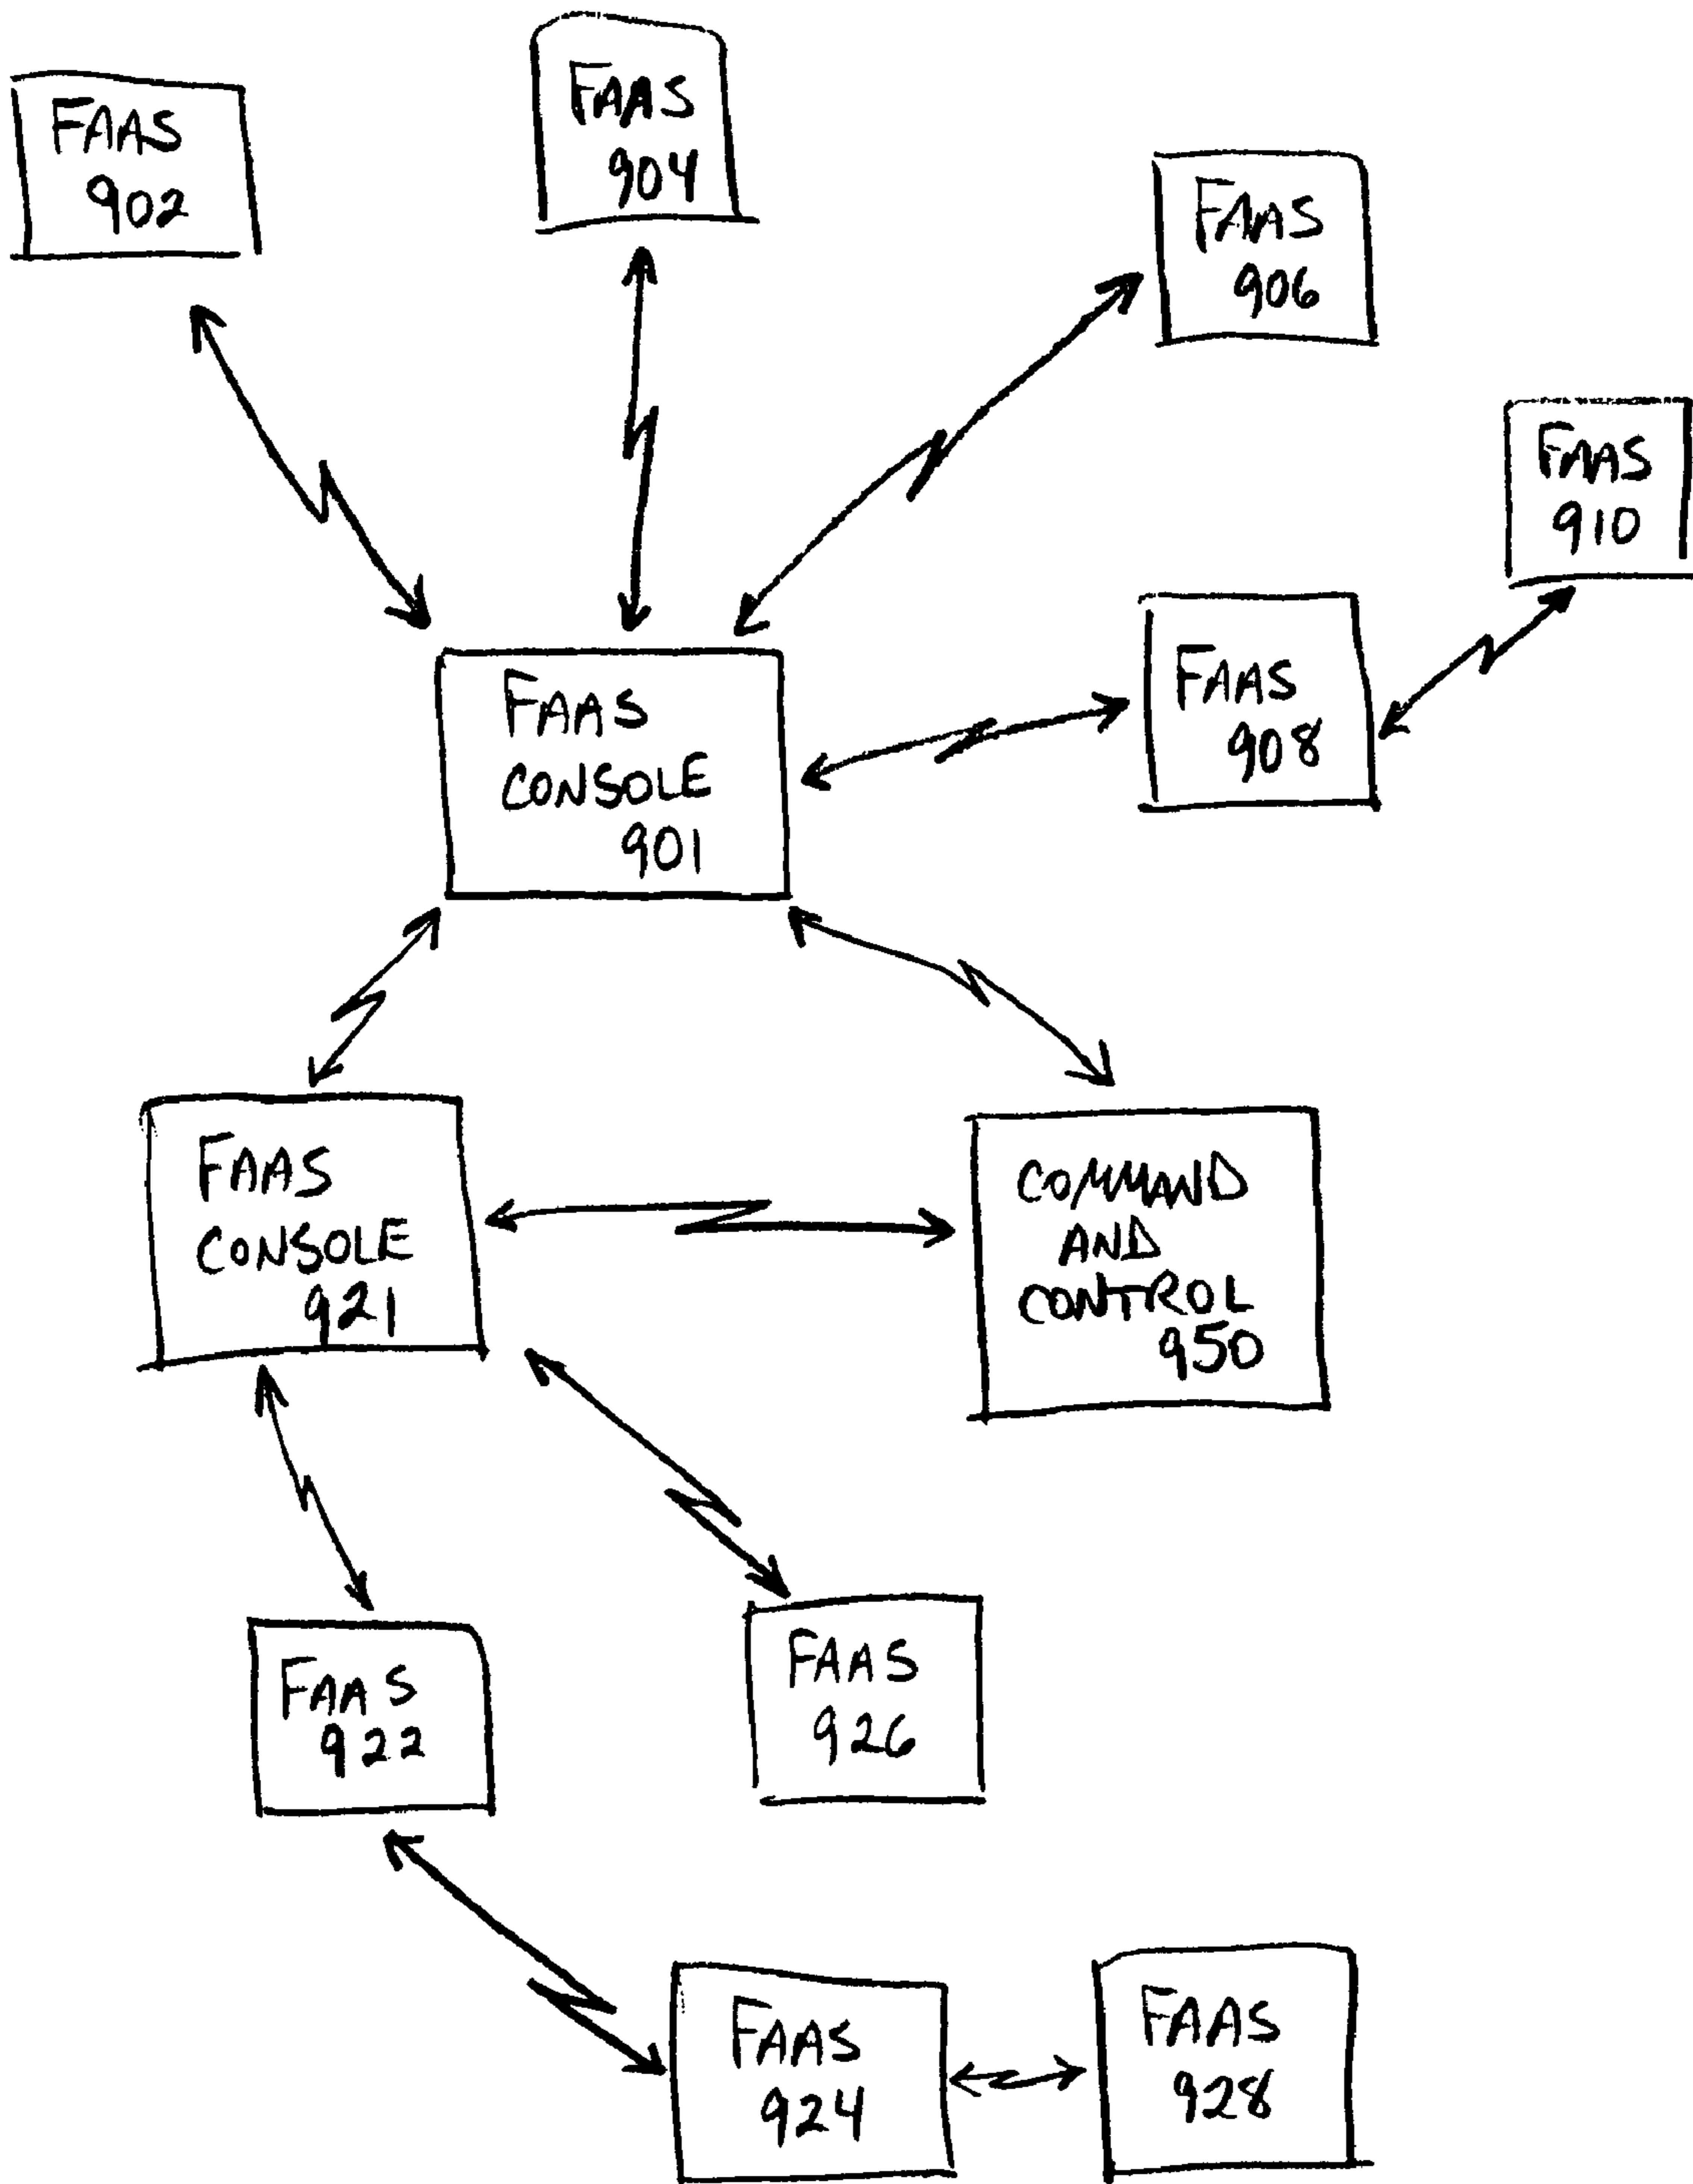 FAAS
902
FAAS
904
FAAS
906
FAAS
910
FAAS
908
FAAS
CONSOLE
901
FAAS
CONSOLE
921
COMMAND
AND
CONTROL
950
FAAS
922
FAAS
926
FAAS
924
FAAS
928